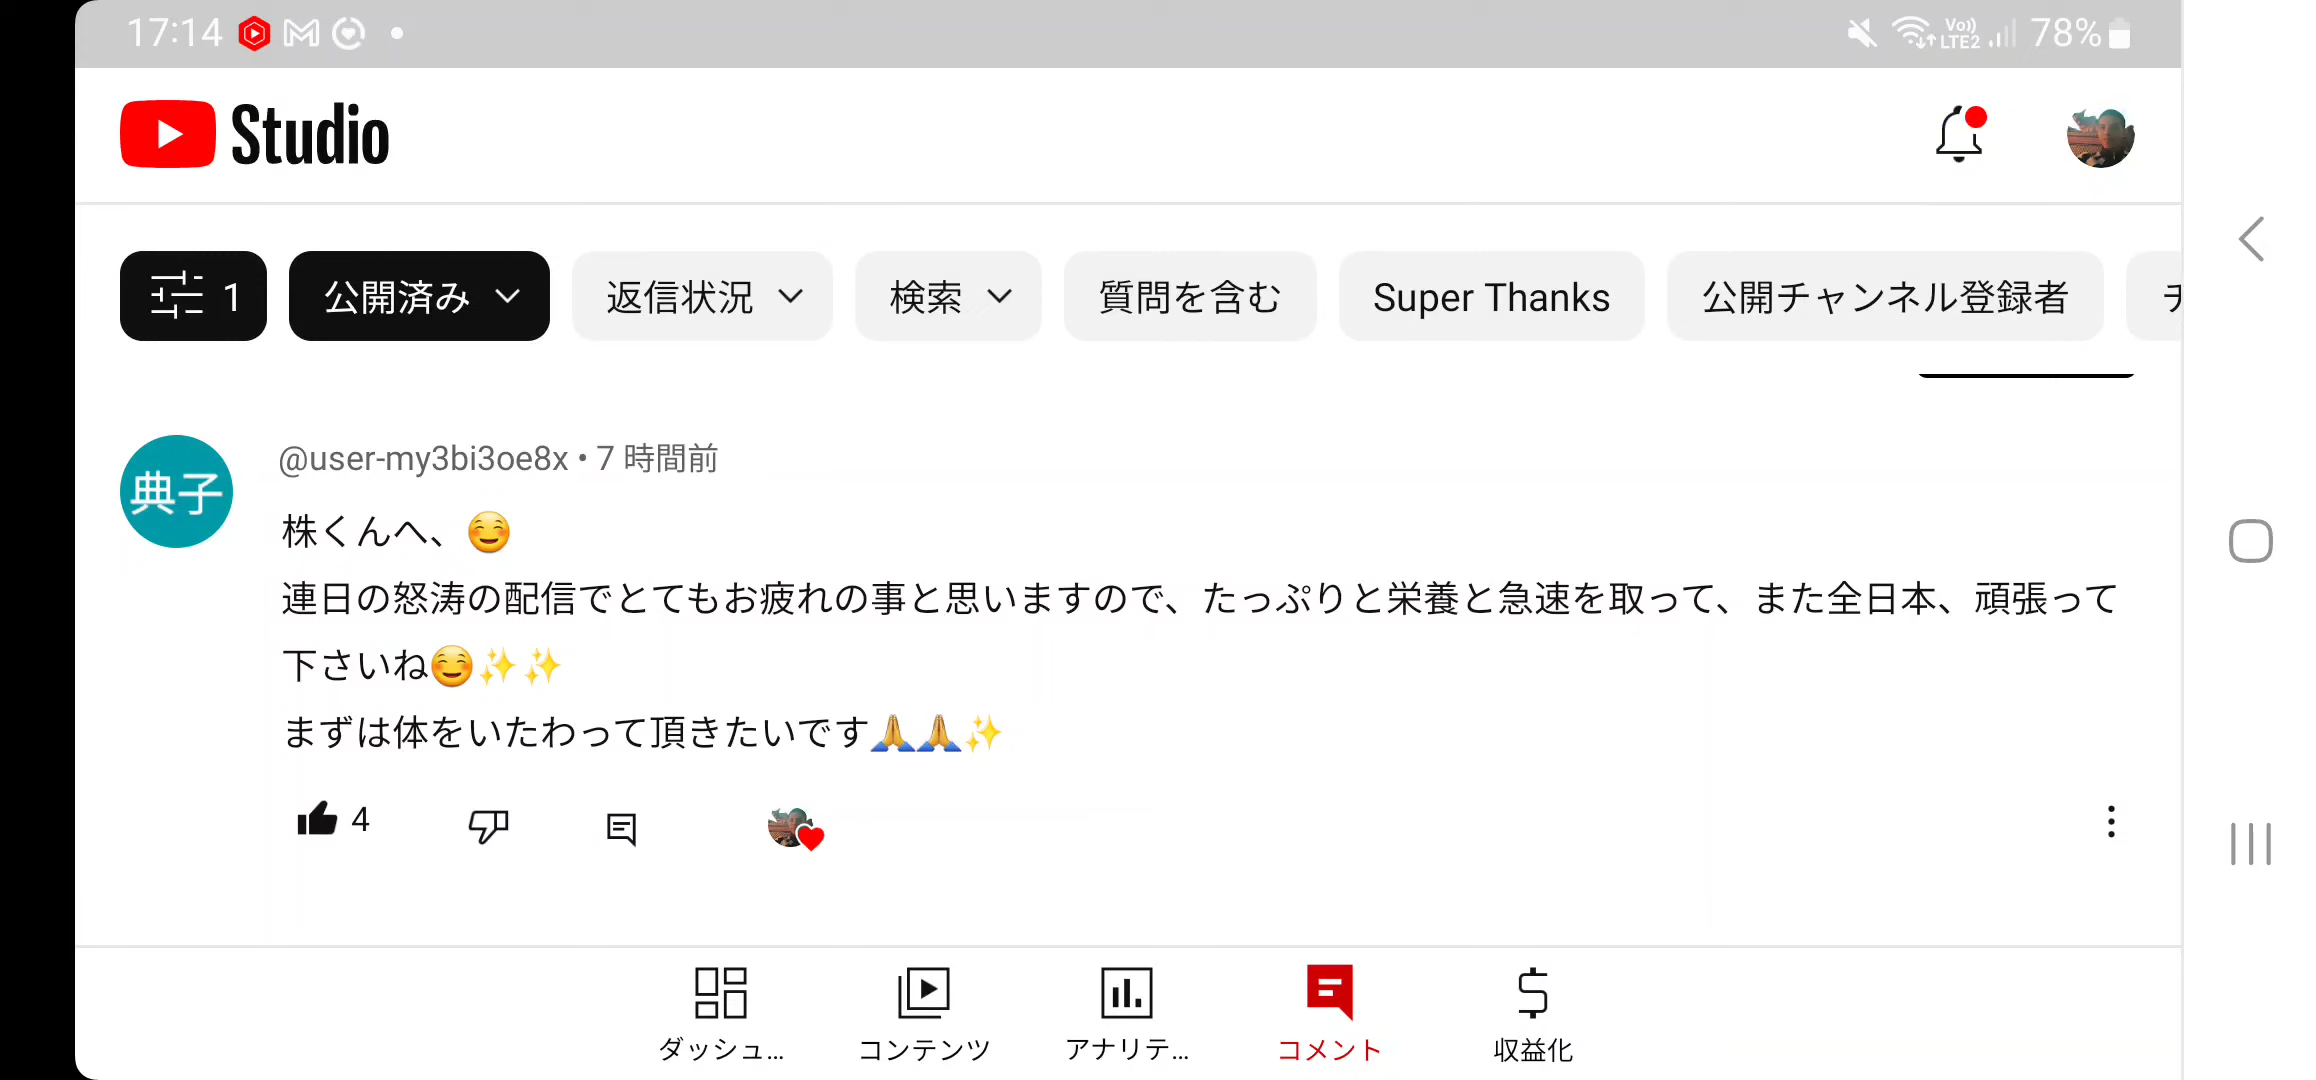 17:14 Vo)) LTE2 78%
Studio
1 公開済み 返信状況 検索 質問を含む Super Thanks 公開チャンネル登録者 チ
典子
@user-my3bi3oe8x • 7 時間前
株くんへ、☺️
連日の怒涛の配信でとてもお疲れの事と思いますので、たっぷりと栄養と急速を取って、また全日本、頑張って
下さいね☺️✨✨
まずは体をいたわって頂きたいです🙏🙏✨
4
ダッシュ... コンテンツ アナリテ... コメント 収益化